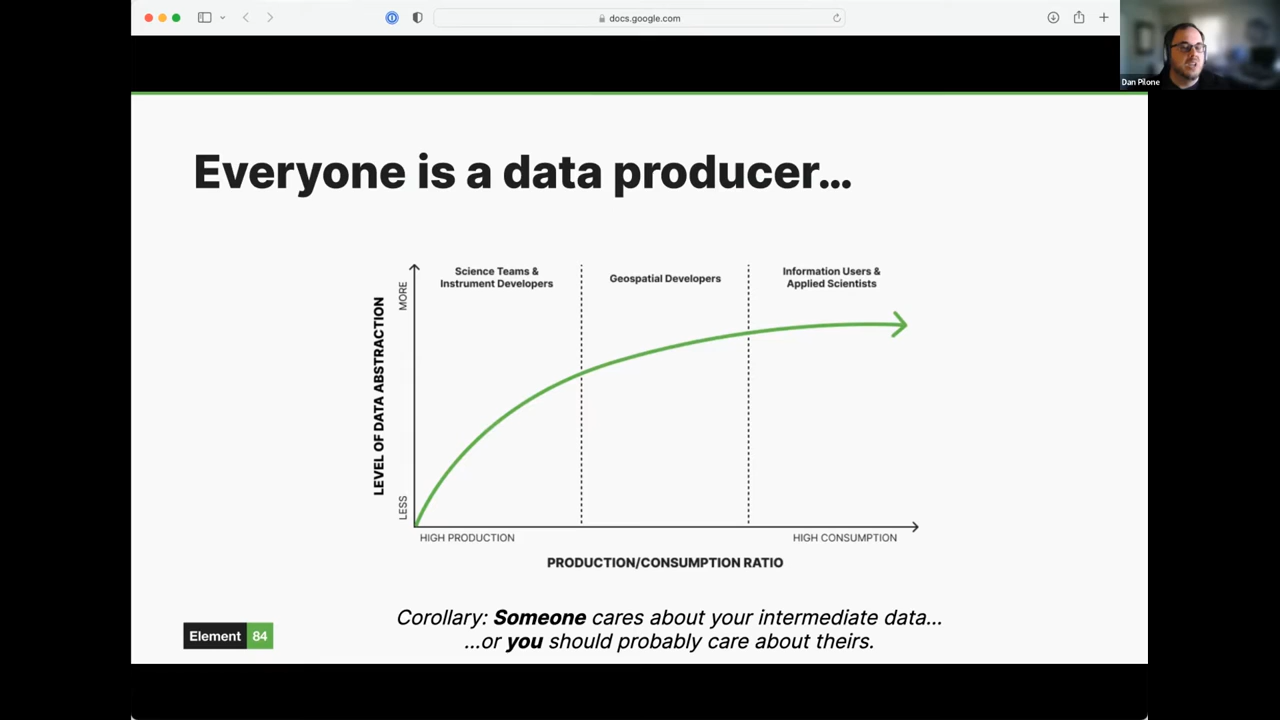 docs.google.com
Dan Pilone
Everyone is a data producer...
Science Teams &
Instrument Developers
Geospatial Developers
Information Users &
Applied Scientists
LEVEL OF DATA ABSTRACTION
MORE
LESS
HIGH PRODUCTION
HIGH CONSUMPTION
PRODUCTION/CONSUMPTION RATIO
Corollary: Someone cares about your intermediate data...
...or you should probably care about theirs.
Element 84